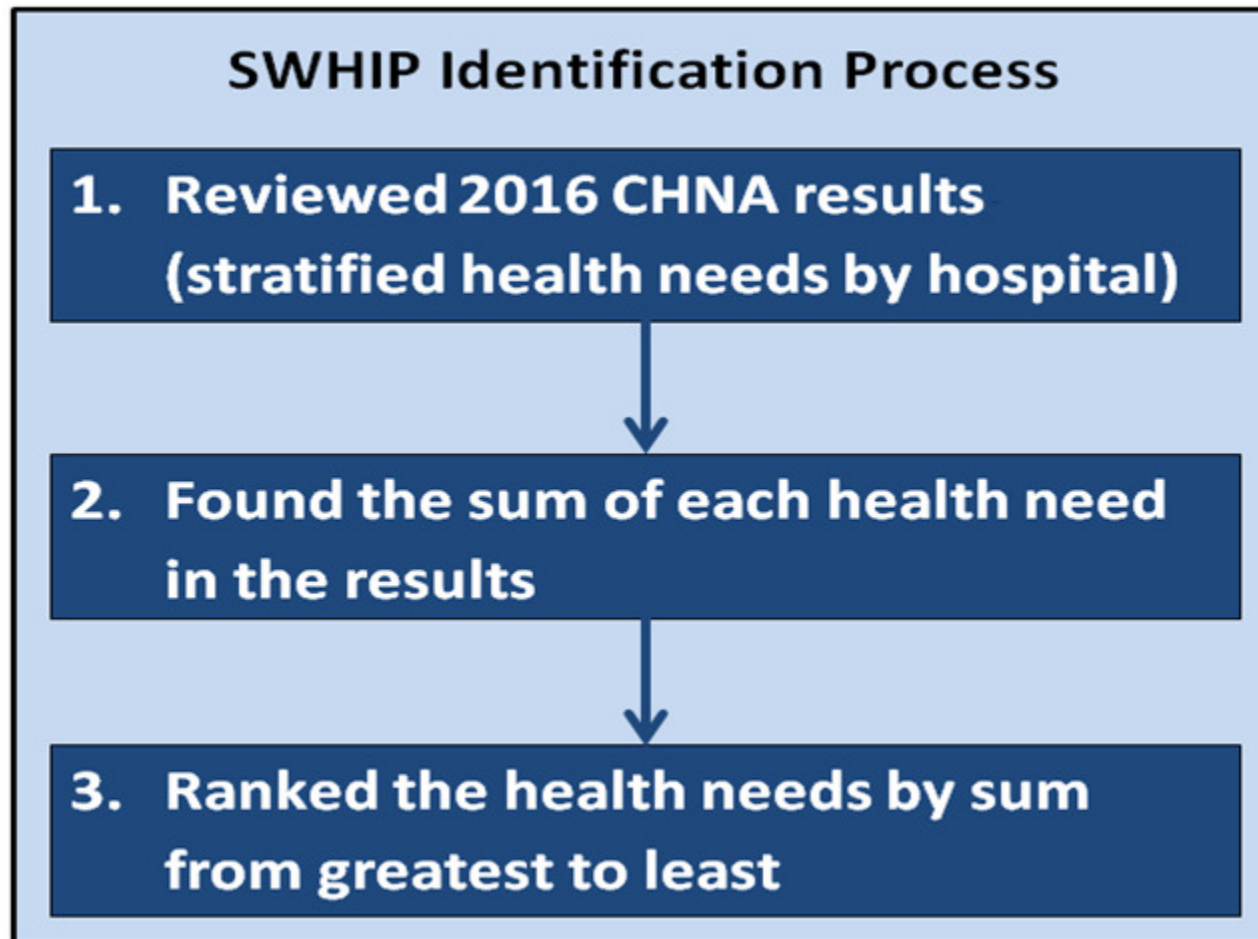 SWHIP Identification Process
1. Reviewed 2016 CHNA results
(stratified health needs by hospital)
2. Found the sum of each health need
in the results
3. Ranked the health needs by sum
from greatest to least